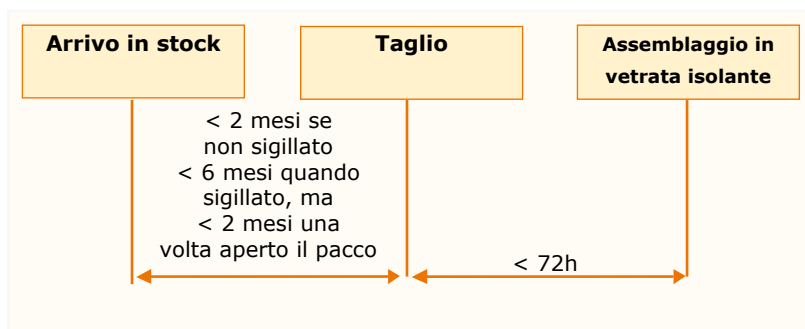 Arrivo in stock
Taglio
Assemblaggio in
vetrata isolante
< 2 mesi se
non sigillato
< 6 mesi quando
sigillato, ma
< 2 mesi una
volta aperto il pacco
< 72h